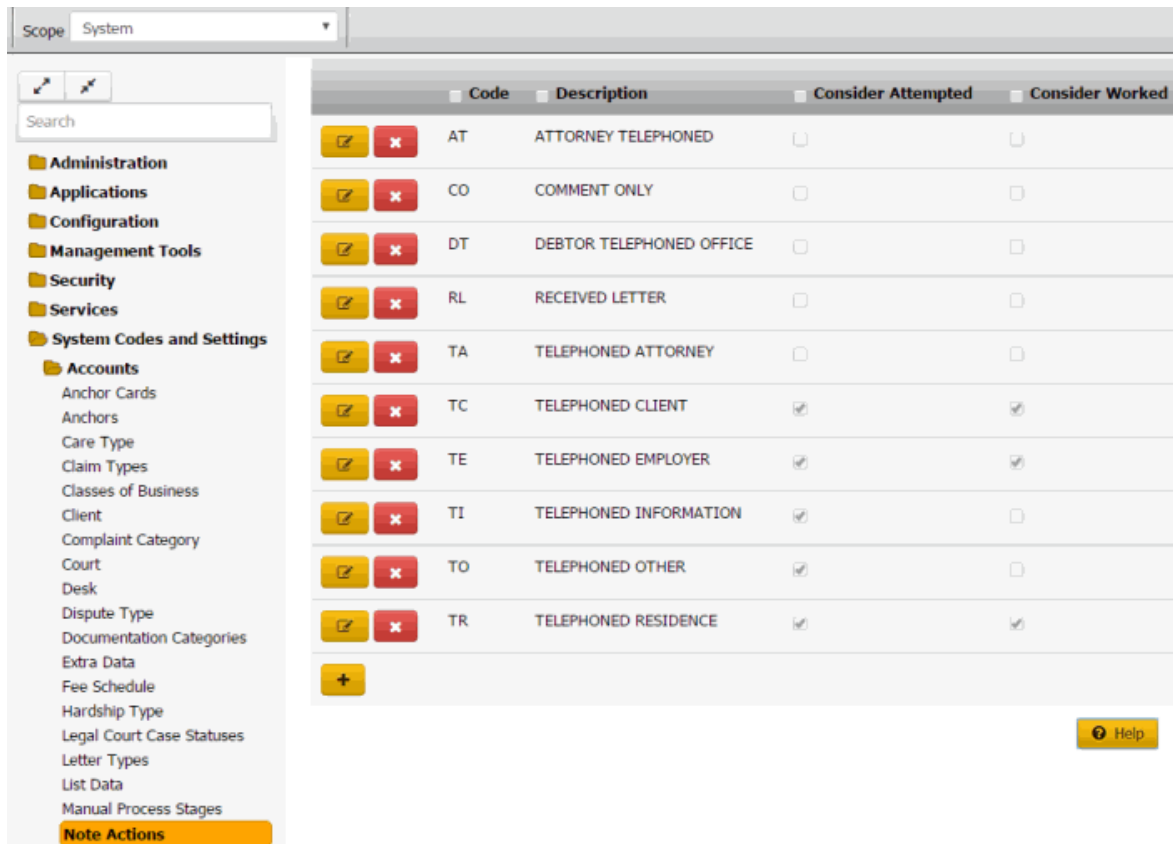 Scope System
Search
Administration
Applications
Configuration
Management Tools
Security
Services
System Codes and Settings
Accounts
Anchor Cards
Anchors
Care Type
Claim Types
Classes of Business
Client
Complaint Category
Court
Desk
Dispute Type
Documentation Categories
Extra Data
Fee Schedule
Hardship Type
Legal Court Case Statuses
Letter Types
List Data
Manual Process Stages
Note Actions
Code Description Consider Attempted Consider Worked
AT ATTORNEY TELEPHONED
CO COMMENT ONLY
DT DEBTOR TELEPHONED OFFICE
RL RECEIVED LETTER
TA TELEPHONED ATTORNEY
TC TELEPHONED CLIENT
TE TELEPHONED EMPLOYER
TI TELEPHONED INFORMATION
TO TELEPHONED OTHER
TR TELEPHONED RESIDENCE
Help